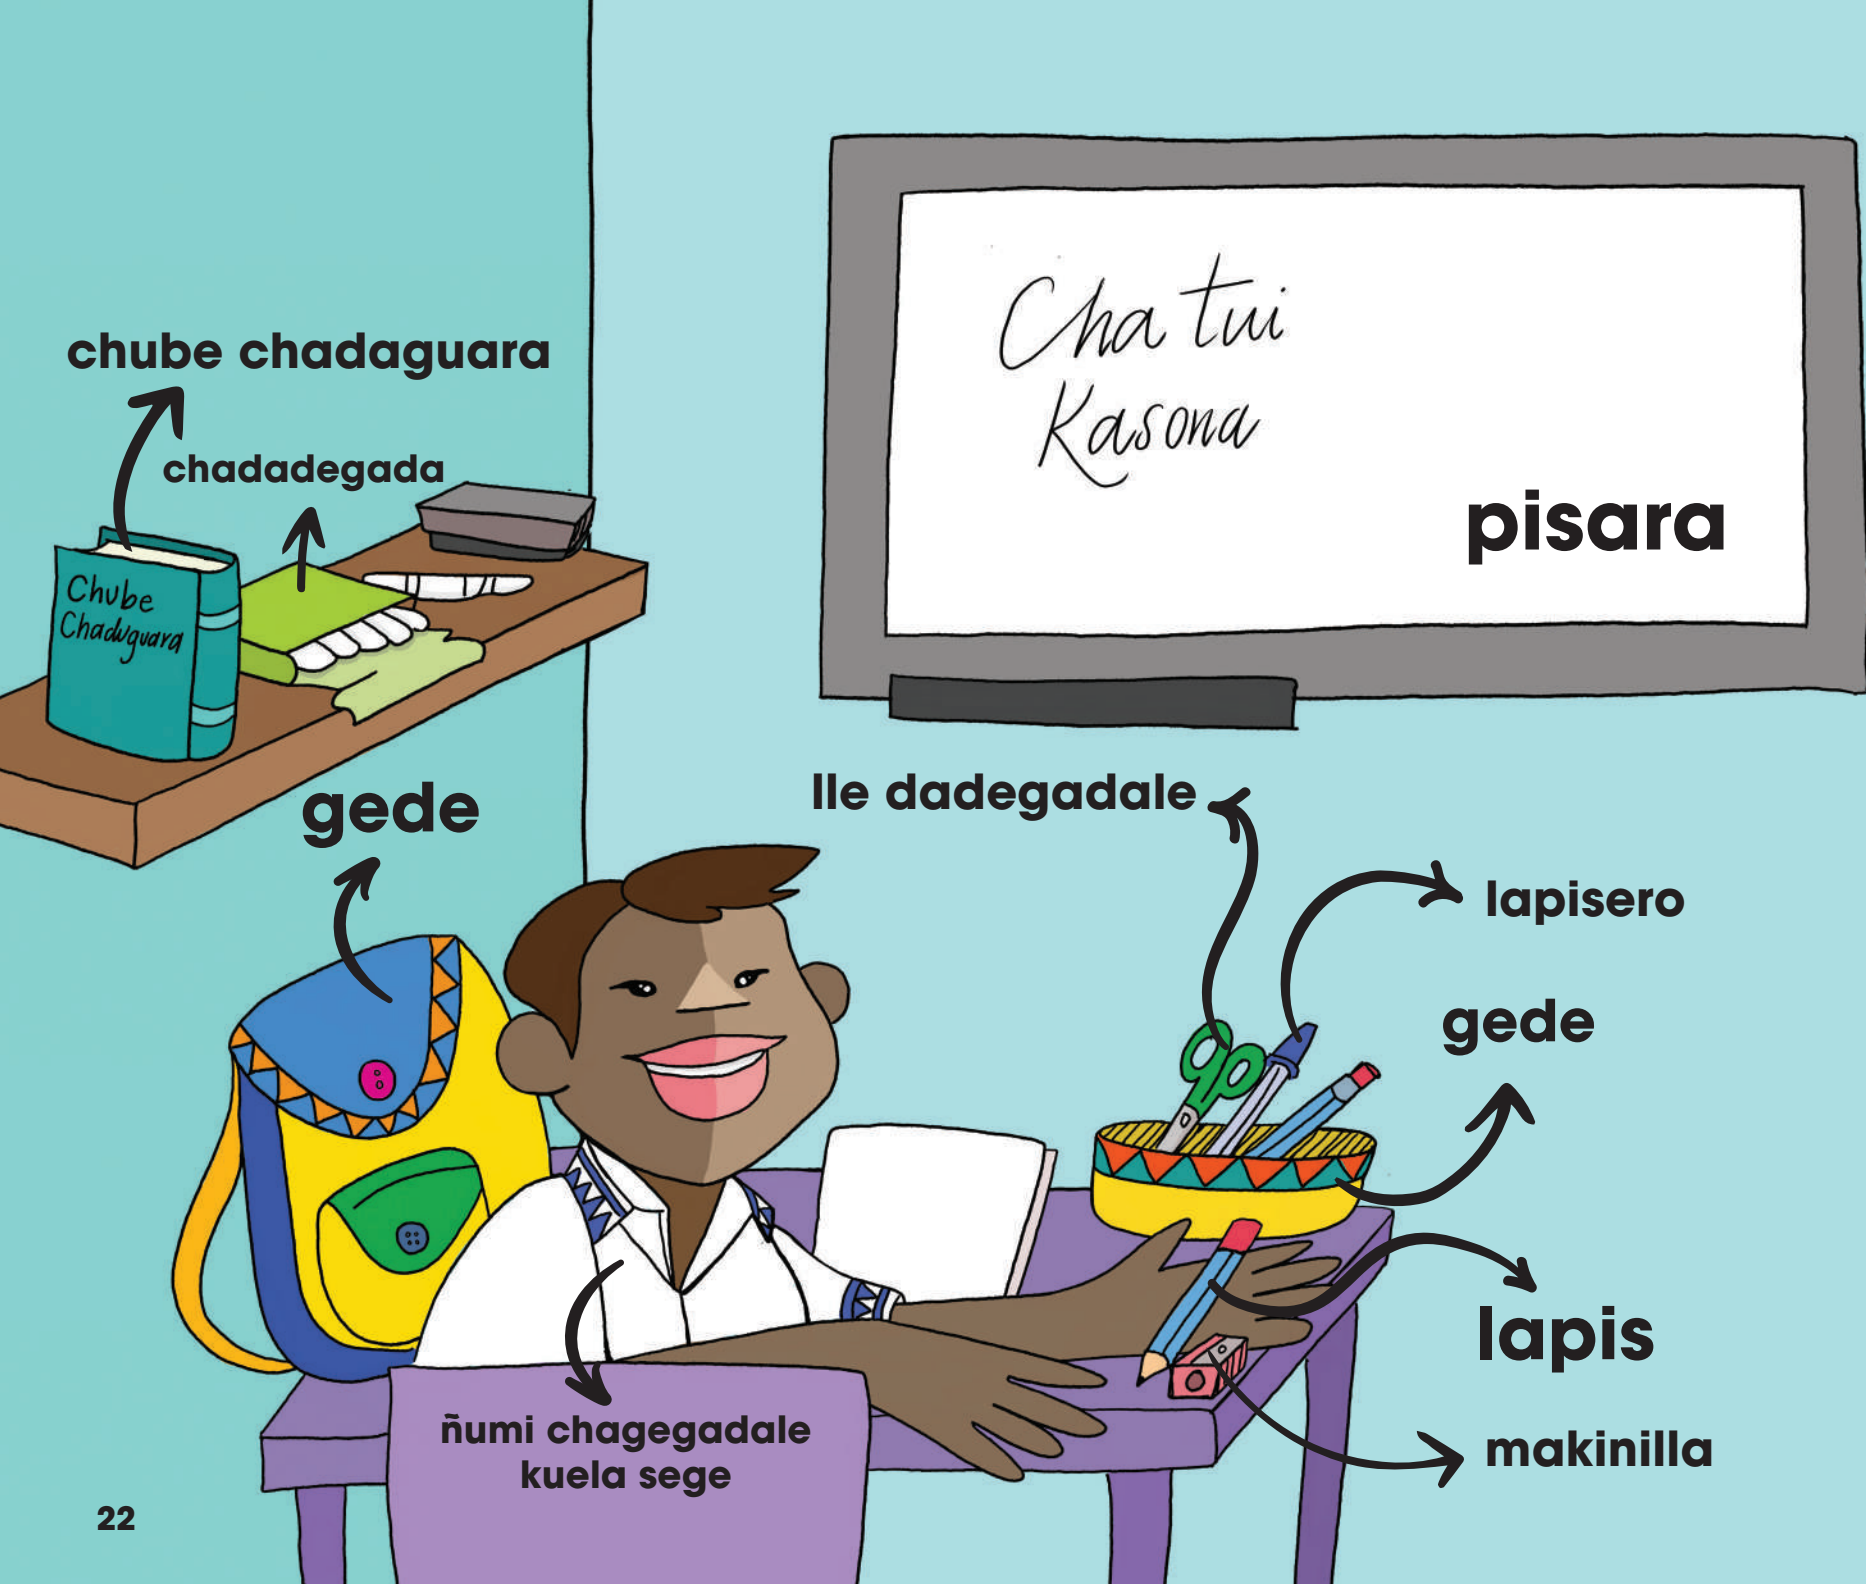 Cha tui
Kasona
pisara
chube chadaguara
chadadegada
Chube
Chaduguara
gede
lle dadegadale
lapisero
gede
lapis
makinilla
ñumi chagegadale
kuela sege
22